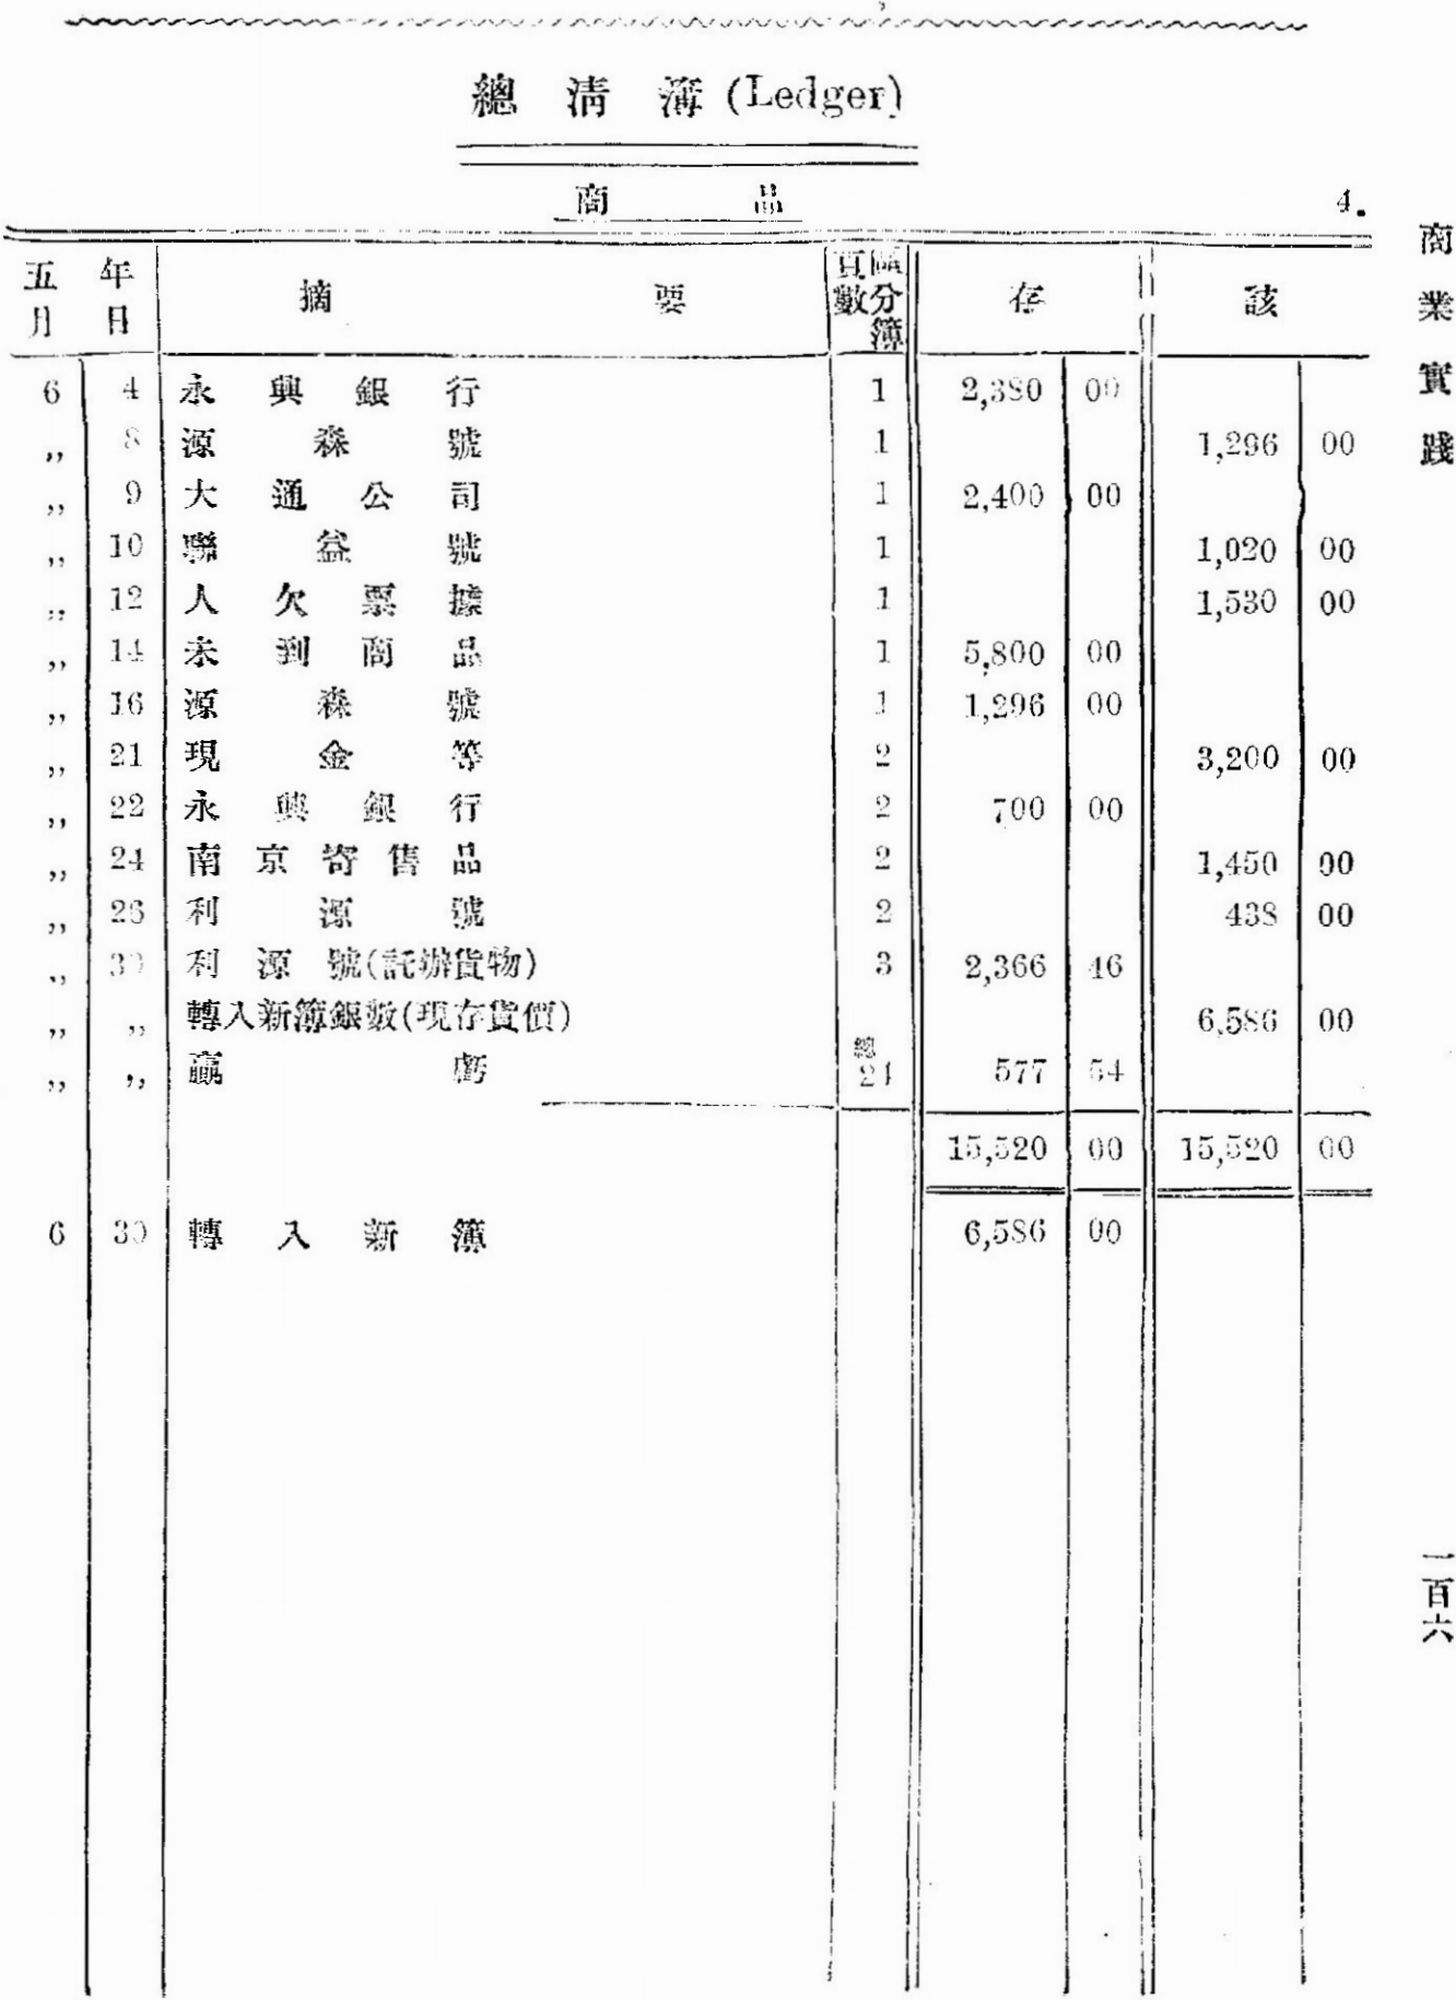 總清簿 (Ledger)
商品 4.
五年 月日 摘要 區分簿頁數 存 該
6 4 永興銀行 1 2,380 00
,, 8 源森號 1 1,296 00
,, 9 大通公司 1 2,400 00
,, 10 聯益號 1 1,020 00
,, 12 人欠票據 1 1,530 00
,, 14 未到商品 1 5,800 00
,, 16 源森號 1 1,296 00
,, 21 現金等 2 3,200 00
,, 22 永興銀行 2 700 00
,, 24 南京寄售品 2 1,450 00
,, 26 利源號 2 438 00
,, 30 利源號(託辦貨物) 3 2,366 46
,, ,, 轉入新簿銀數(現存貨價) 6,586 00
,, ,, 贏虧 總21 577 54
15,520 00 15,520 00
6 30 轉入新簿 6,586 00
商業實踐
一百六